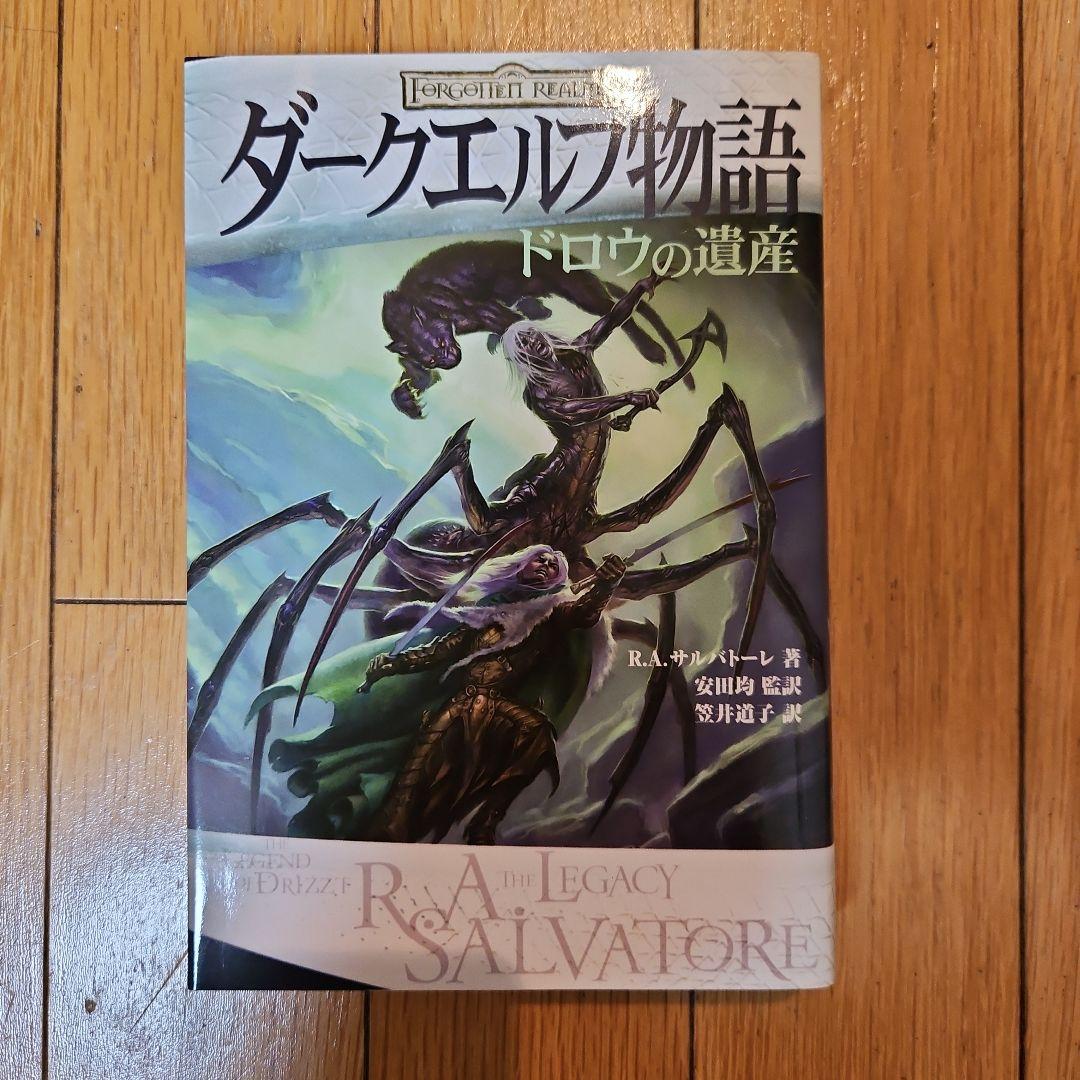 FORGOTTEN REALMS
ダークエルフ物語
ドロウの遺産
R.A.サルバトーレ 著
安田均 監訳
笠井道子 訳
THE
LEGEND
OF DRIZZT
THE LEGACY
R.A.
SALVATORE